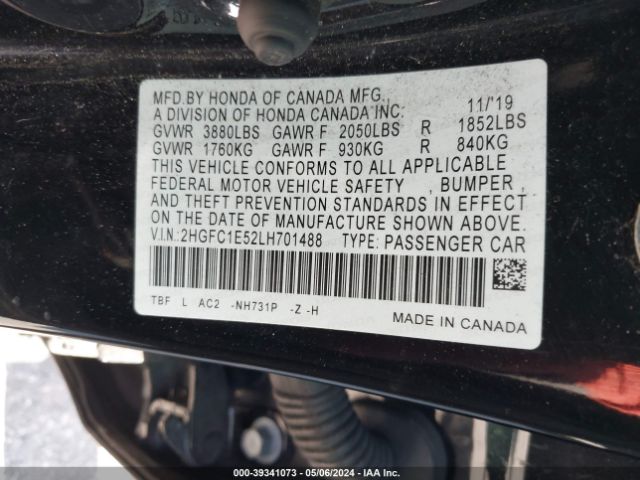 MFD.BY HONDA OF CANADA MFG., 11/'19
A DIVISION OF HONDA CANADA INC:
GVWR 3880LBS GAWR F 2050LBS R 1852LBS
GVWR 1760KG GAWR F 930KG R 840KG
THIS VEHICLE CONFORMS TO ALL APPLICABLE
FEDERAL MOTOR VEHICLE SAFETY , BUMPER ,
AND THEFT PREVENTION STANDARDS IN EFFECT
ON THE DATE OF MANUFACTURE SHOWN ABOVE.
V.I.N.:2HGFC1E52LH701488 TYPE: PASSENGER CAR
TBF L AC2 -NH731P -Z -H
MADE IN CANADA
000-39341073 — 05/06/2024 — IAA Inc.